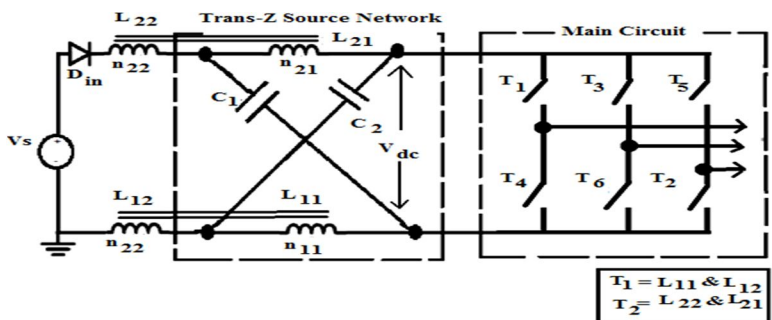 Trans-Z Source Network
Main Circuit
L22
L21
Din
n22
n21
C1
C2
T1
T3
T5
Vs
+
-
Vdc
T4
T6
T2
L12
L11
n22
n11
T1 = L11 & L12
T2 = L22 & L21